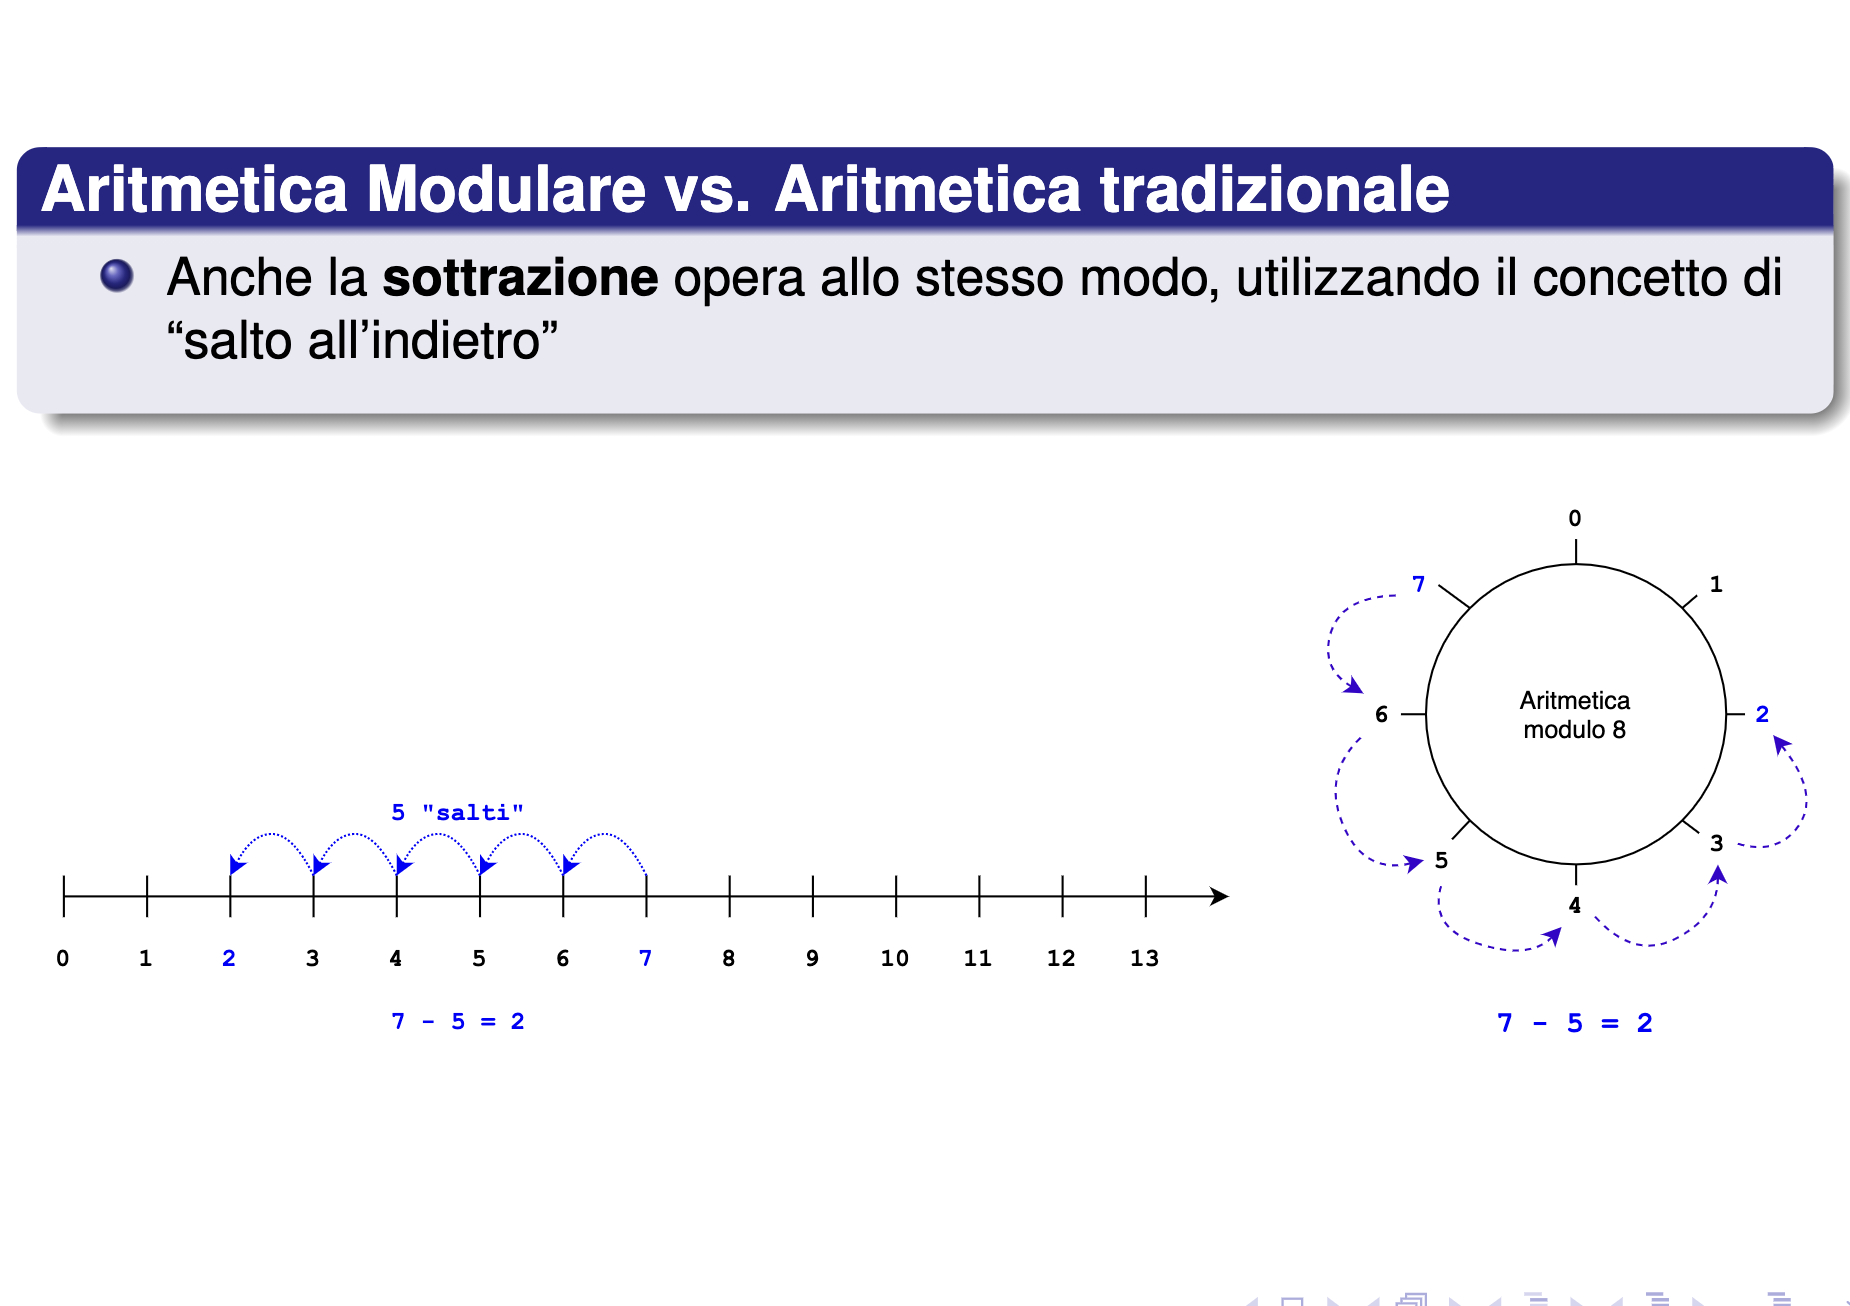 Aritmetica Modulare vs. Aritmetica tradizionale
Anche la sottrazione opera allo stesso modo, utilizzando il concetto di
“salto all’indietro”
5 "salti"
0 1 2 3 4 5 6 7 8 9 10 11 12 13
7 - 5 = 2
0
7 1
Aritmetica
modulo 8
6 2
5 3
4
7 - 5 = 2